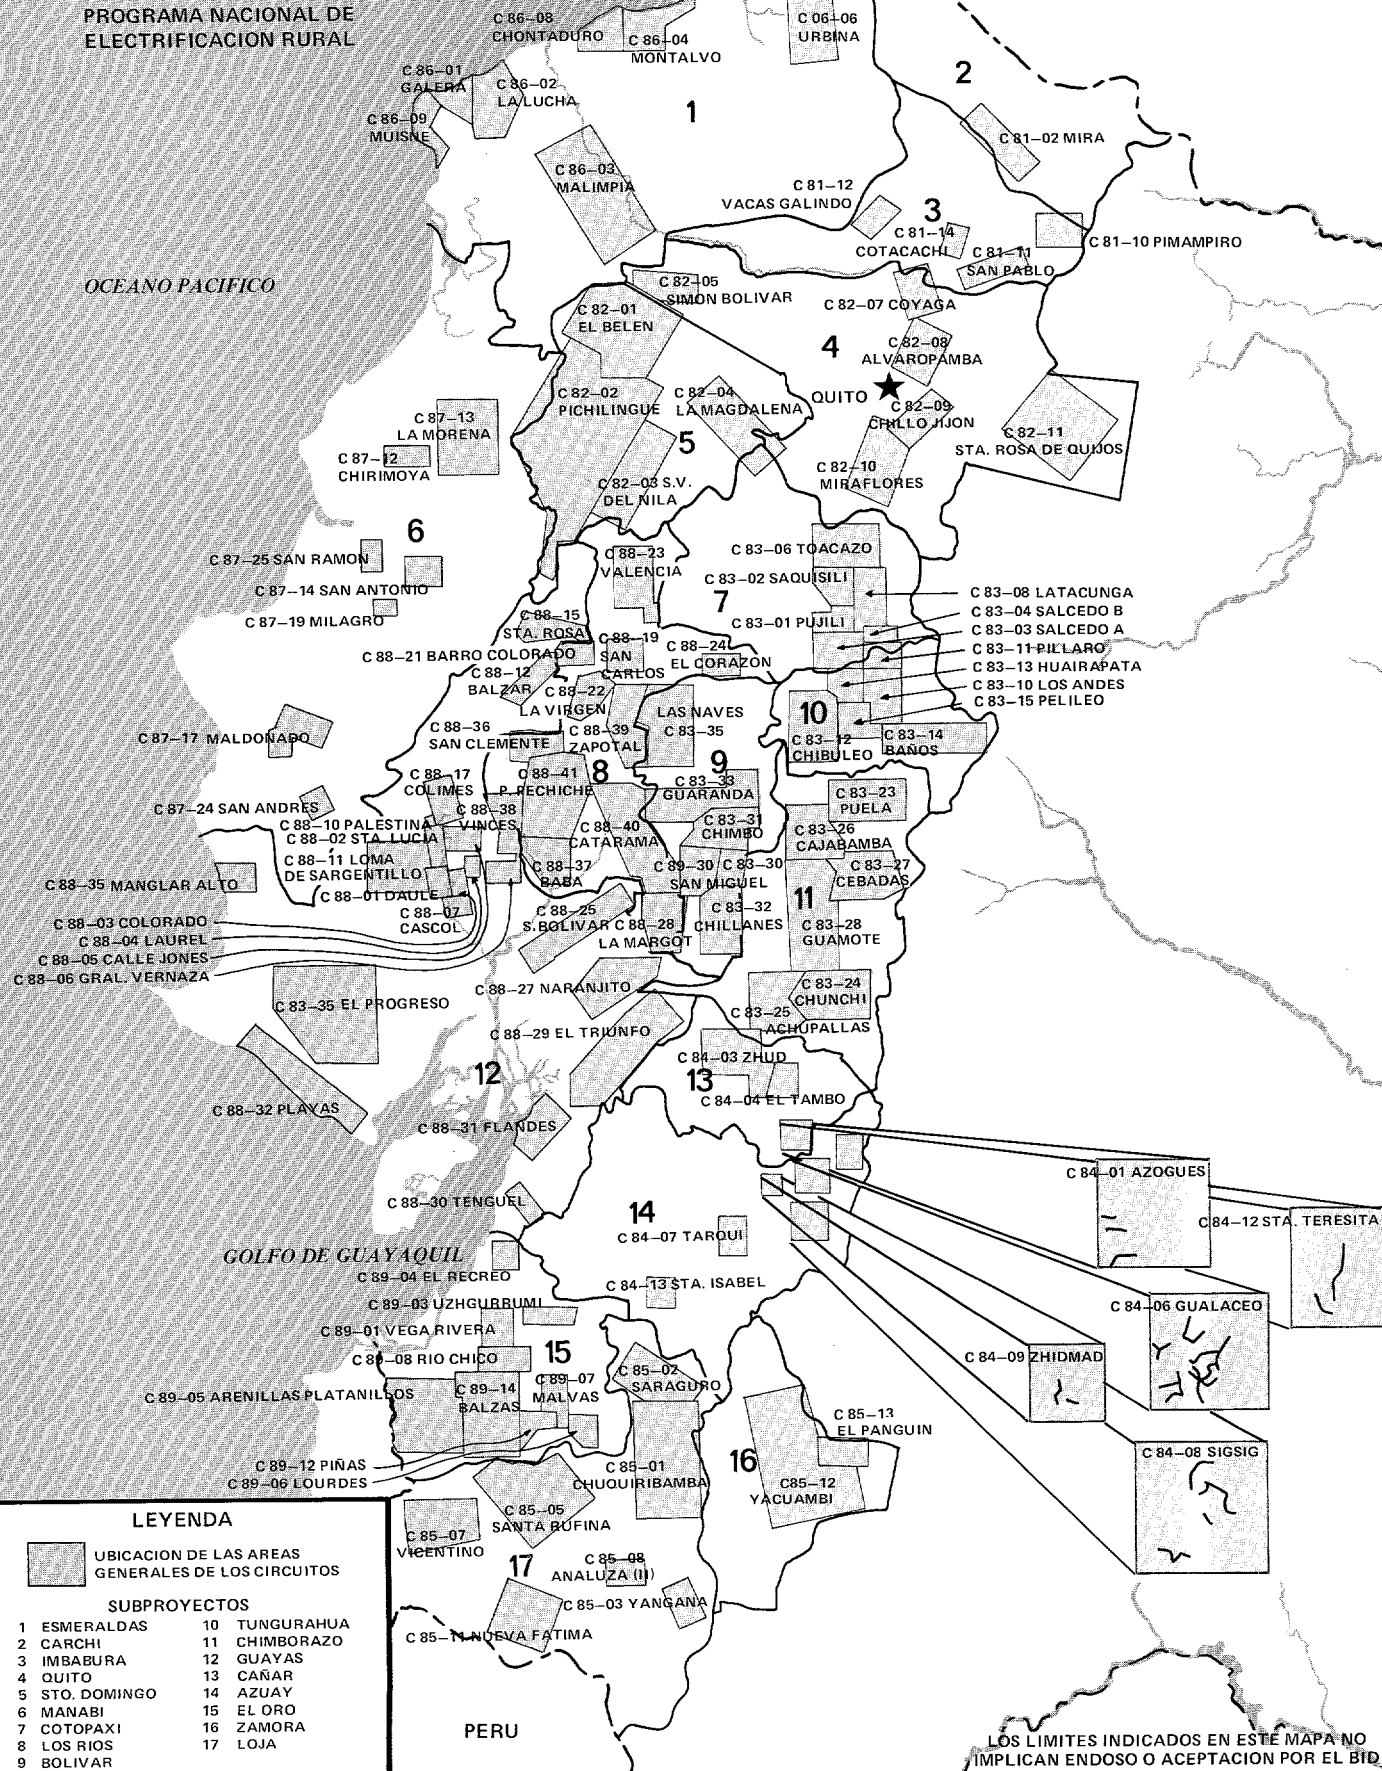 PROGRAMA NACIONAL DE
ELECTRIFICACION RURAL
C 86-08
CHONTADURO
C 86-04
MONTALVO
C 06-06
URBINA
C 86-01
GALERA
C 86-02
LA LUCHA
C 86-09
MUISNE
1
2
C 81-02 MIRA
C 86-03
MALIMPIA
C 81-12
VACAS GALINDO
3
C 81-14
COTACACHI
C 81-11
SAN PABLO
C 81-10 PIMAMPIRO
OCEANO PACIFICO
C 82-05
SIMON BOLIVAR
C 82-07 COYAGA
C 82-01
EL BELEN
4
C 82-08
ALVAROPAMBA
QUITO
C 82-02
PICHILINGUE
C 82-04
LA MAGDALENA
C 82-09
CHILLO JIJON
C 87-13
LA MORENA
5
C 82-11
STA. ROSA DE QUIJOS
C 87-12
CHIRIMOYA
C 82-10
MIRAFLORES
C 82-03 S.V.
DEL NILA
6
C 87-25 SAN RAMON
C 88-23
VALENCIA
C 83-06 TOACAZO
C 83-02 SAQUISILI
C 87-14 SAN ANTONIO
7
C 83-08 LATACUNGA
C 83-04 SALCEDO B
C 83-03 SALCEDO A
C 83-11 PILLARO
C 83-13 HUAIRAPATA
C 83-10 LOS ANDES
C 83-15 PELILEO
C 87-19 MILAGRO
C 88-15
STA. ROSA
C 83-01 PUJILI
C 88-21 BARRO COLORADO
C 88-19
SAN
CARLOS
C 88-24
EL CORAZON
C 88-12
BALZAR
C 88-22
LA VIRGEN
LAS NAVES
C 83-35
10
C 83-12
CHIBULEO
C 83-14
BAÑOS
C 87-17 MALDONADO
C 88-36
SAN CLEMENTE
C 88-39
ZAPOTAL
8
9
C 88-17
COLIMES
C 88-41
P. PECHICHE
C 83-33
GUARANDA
C 83-23
PUELA
C 87-24 SAN ANDRES
C 88-38
VINCES
C 88-10 PALESTINA
C 88-02 STA. LUCIA
C 88-40
CATARAMA
C 83-31
CHIMBO
C 83-26
CAJABAMBA
C 88-11 LOMA
DE SARGENTILLO
C 88-37
BABA
C 89-30
C 83-30
SAN MIGUEL
C 83-27
CEBADAS
C 88-35 MANGLAR ALTO
C 88-01 DAULE
11
C 88-07
CASCOL
C 88-25
S. BOLIVAR
C 88-28
LA MARGOT
C 83-32
CHILLANES
C 83-28
GUAMOTE
C 88-03 COLORADO
C 88-04 LAUREL
C 88-05 CALLE JONES
C 88-06 GRAL. VERNAZA
C 88-27 NARANJITO
C 83-24
CHUNCHI
C 83-35 EL PROGRESO
C 83-25
ACHUPALLAS
C 88-29 EL TRIUNFO
12
C 84-03 ZHUD
13
C 84-04 EL TAMBO
C 88-32 PLAYAS
C 88-31 FLANDES
C 84-01 AZOGUES
C 88-30 TENGUEL
14
C 84-07 TARQUI
C 84-12 STA. TERESITA
GOLFO DE GUAYAQUIL
C 89-04 EL RECREO
C 84-13 STA. ISABEL
C 89-03 UZHGURRUMI
C 84-06 GUALACEO
C 89-01 VEGA RIVERA
15
C 89-08 RIO CHICO
C 84-09 ZHIDMAD
C 85-02
SARAGURO
C 89-05 ARENILLAS PLATANILLOS
C 89-14
BALZAS
C 89-07
MALVAS
C 85-13
EL PANGUIN
C 84-08 SIGSIG
C 89-12 PIÑAS
C 89-06 LOURDES
C 85-01
CHUQUIRIBAMBA
16
C85-12
YACUAMBI
C 85-05
SANTA RUFINA
C 85-07
VICENTINO
17
C 85-08
ANALUZA (II)
C 85-03 YANGANA
C 85-11 NUEVA FATIMA
PERU
LEYENDA
UBICACION DE LAS AREAS
GENERALES DE LOS CIRCUITOS
SUBPROYECTOS
1 ESMERALDAS
2 CARCHI
3 IMBABURA
4 QUITO
5 STO. DOMINGO
6 MANABI
7 COTOPAXI
8 LOS RIOS
9 BOLIVAR
10 TUNGURAHUA
11 CHIMBORAZO
12 GUAYAS
13 CAÑAR
14 AZUAY
15 EL ORO
16 ZAMORA
17 LOJA
LOS LIMITES INDICADOS EN ESTE MAPA NO
IMPLICAN ENDOSO O ACEPTACION POR EL BID